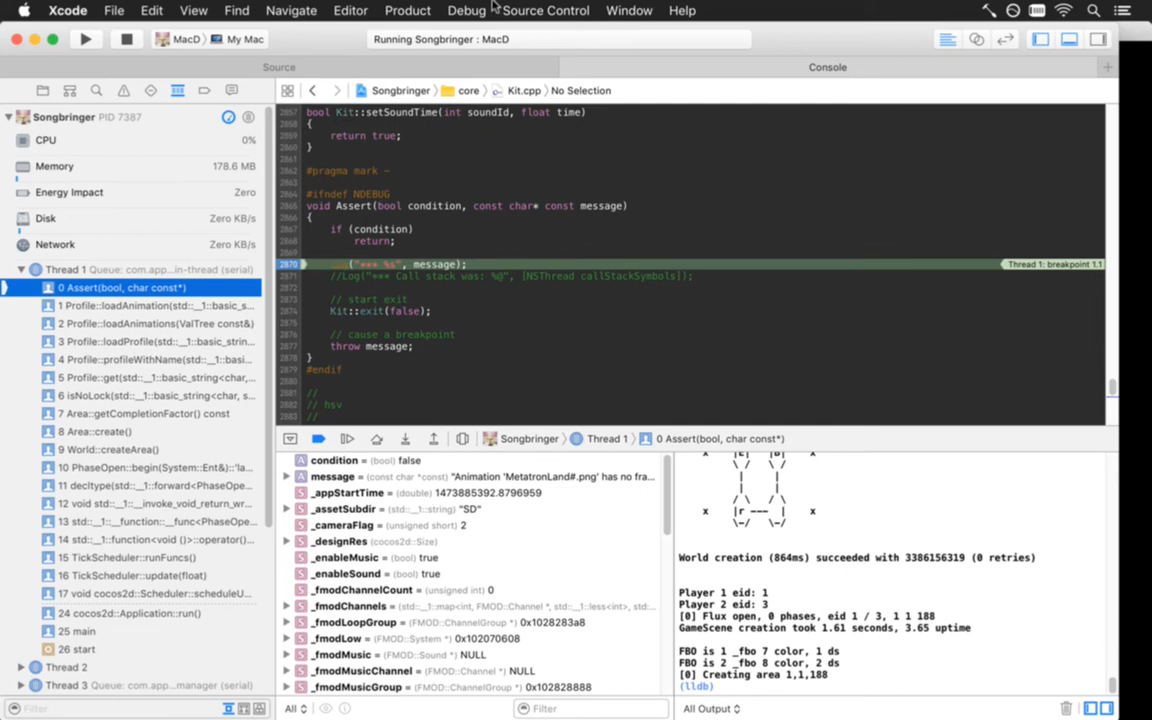 Xcode File Edit View Find Navigate Editor Product Debug Source Control Window Help
MacD My Mac Running Songbringer : MacD
Source Console
Songbringer core Kit.cpp No Selection
Songbringer PID 7387
CPU 0%
Memory 178.6 MB
Energy Impact Zero
Disk Zero KB/s
Network Zero KB/s
Thread 1 Queue: com.app...in-thread (serial)
0 Assert(bool, char const*)
1 Profile::loadAnimation(std::__1::basic_s...
2 Profile::loadAnimations(ValTree const&)
3 Profile::loadProfile(std::__1::basic_strin...
4 Profile::profileWithName(std::__1::basi...
5 Profile::get(std::__1::basic_string<char,...
6 isNoLock(std::__1::basic_string<char, s...
7 Area::getCompletionFactor() const
8 Area::create()
9 World::createArea()
10 PhaseOpen::begin(System::Ent&)::'la...
11 decltype(std::__1::forward<PhaseOpe...
12 void std::__1::__invoke_void_return_wr...
13 std::__1::__function::__func<PhaseOpe...
14 std::__1::function<void ()>::operator()...
15 TickScheduler::runFuncs()
16 TickScheduler::update(float)
17 void cocos2d::Scheduler::scheduleU...
24 cocos2d::Application::run()
25 main
26 start
Thread 2
Thread 3 Queue: com.app...manager (serial)
Filter
2857 bool Kit::setSoundTime(int soundId, float time)
2858 {
2859 return true;
2860 }
2861
2862 #pragma mark -
2863
2864 #ifndef NDEBUG
2865 void Assert(bool condition, const char* const message)
2866 {
2867 if (condition)
2868 return;
2869
2870 ("*** %s", message); Thread 1: breakpoint 1.1
2871 //Log("*** Call stack was: %@", [NSThread callStackSymbols]);
2872
2873 // start exit
2874 Kit::exit(false);
2875
2876 // cause a breakpoint
2877 throw message;
2878 }
2879 #endif
2880
2881 //
2882 // hsv
2883 //
Songbringer Thread 1 0 Assert(bool, char const*)
A condition = (bool) false
A message = (const char *const) "Animation 'MetatronLand#.png' has no fra...
S _appStartTime = (double) 1473885392.8796959
S _assetSubdir = (std::__1::string) "SD"
S _cameraFlag = (unsigned short) 2
S _designRes (cocos2d::Size)
S _enableMusic = (bool) true
S _enableSound = (bool) true
S _fmodChannelCount = (unsigned int) 0
S _fmodChannels = (std::__1::map<int, FMOD::Channel *, std::__1::less<int>, std:...
S _fmodLoopGroup = (FMOD::ChannelGroup *) 0x1028283a8
S _fmodLow = (FMOD::System *) 0x102070608
S _fmodMusic = (FMOD::Sound *) NULL
S _fmodMusicChannel = (FMOD::Channel *) NULL
S _fmodMusicGroup = (FMOD::ChannelGroup *) 0x102828888
All Filter
x |L| |B| x
\ / \ /
| |
| |
/ \ / \
x |r --- | x
\-/ \-/
World creation (864ms) succeeded with 3386156319 (0 retries)
Player 1 eid: 1
Player 2 eid: 3
[0] Flux open, 0 phases, eid 1 / 3, 1 1 188
GameScene creation took 1.61 seconds, 3.65 uptime
FBO is 1 _fbo 7 color, 1 ds
FBO is 2 _fbo 8 color, 2 ds
[0] Creating area 1,1,188
(lldb)
All Output